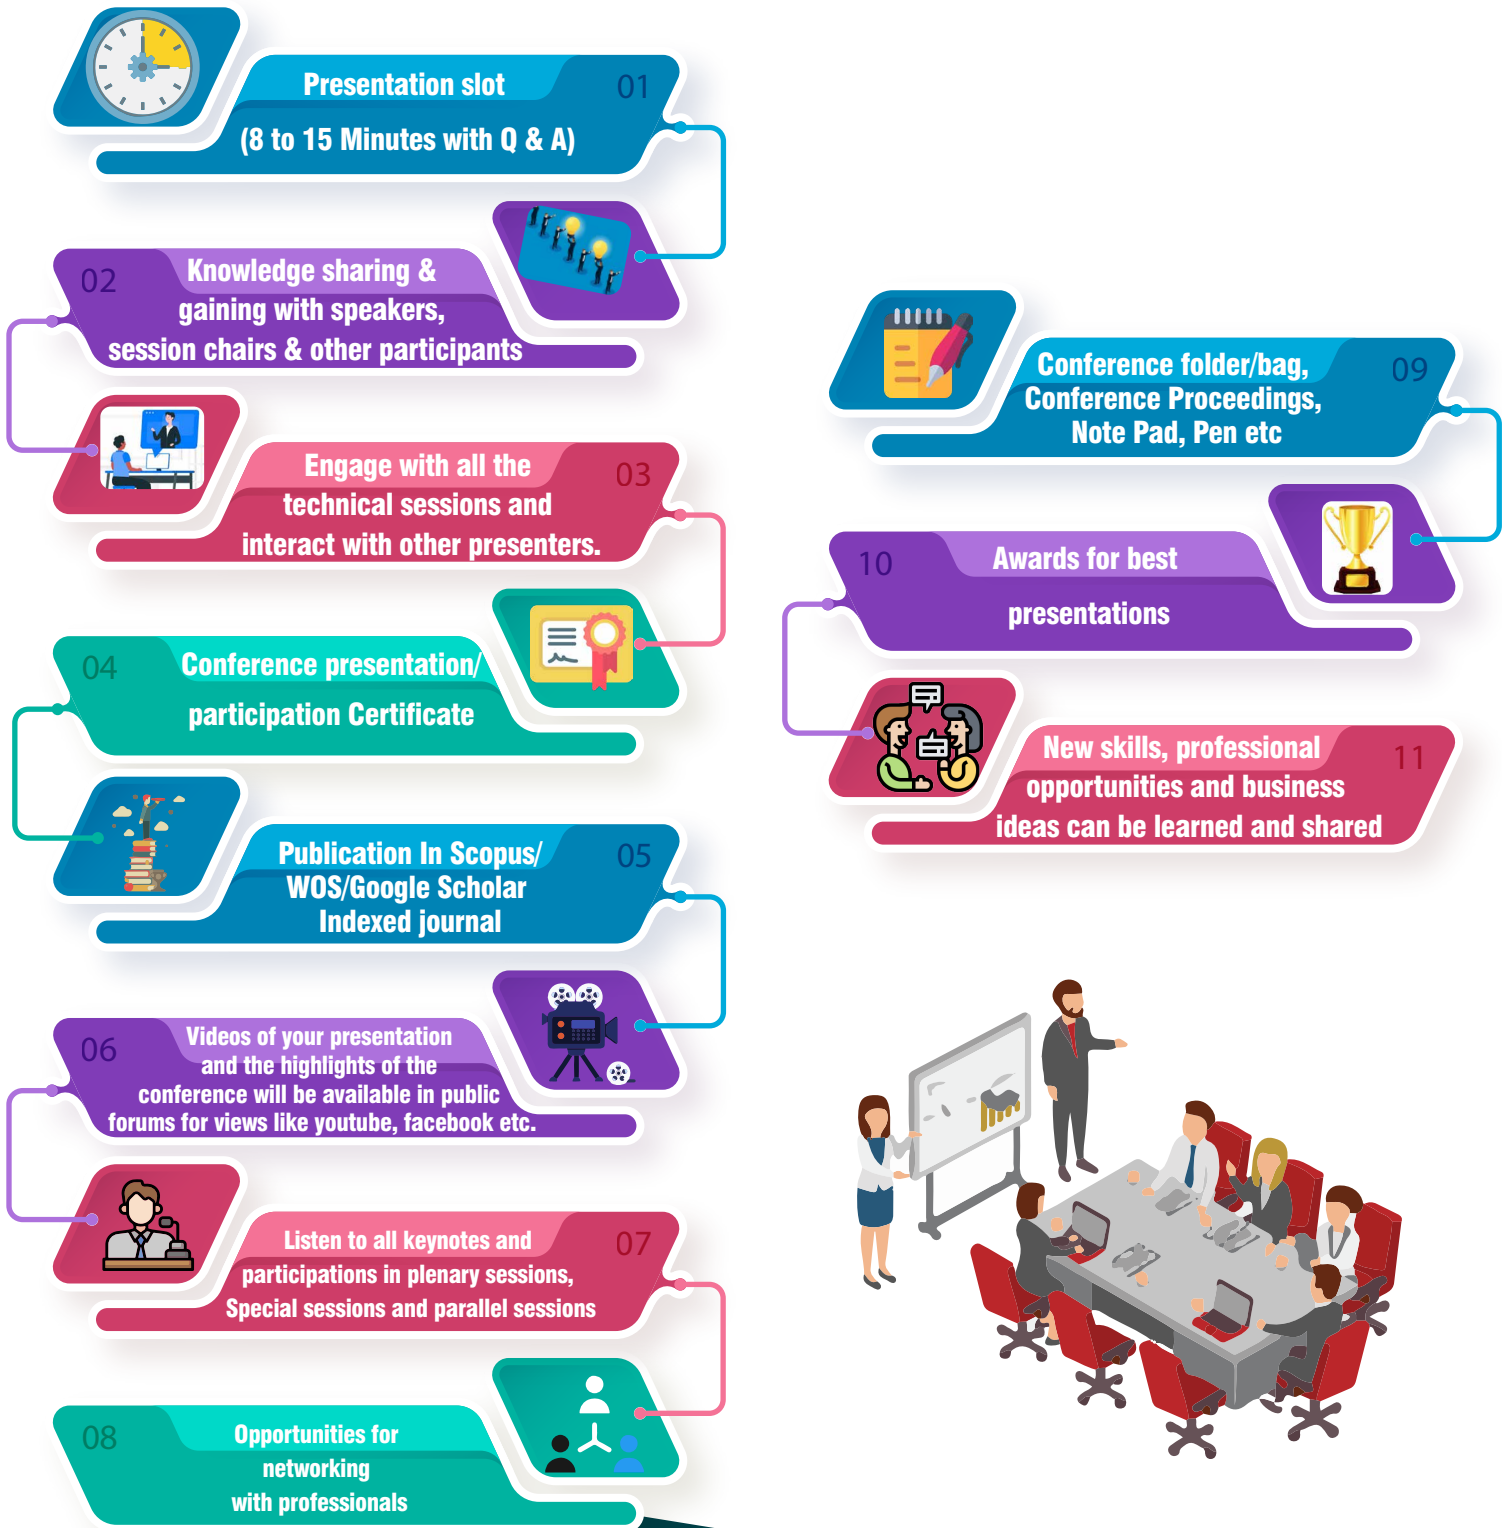 Presentation slot
01
(8 to 15 Minutes with Q & A)
02
Knowledge sharing &
gaining with speakers,
session chairs & other participants
Engage with all the
03
technical sessions and
interact with other presenters.
04
Conference presentation/
participation Certificate
Publication In Scopus/
05
WOS/Google Scholar
Indexed journal
06
Videos of your presentation
and the highlights of the
conference will be available in public
forums for views like youtube, facebook etc.
Listen to all keynotes and
07
participations in plenary sessions,
Special sessions and parallel sessions
08
Opportunities for
networking
with professionals
Conference folder/bag,
09
Conference Proceedings,
Note Pad, Pen etc
10
Awards for best
presentations
New skills, professional
11
opportunities and business
ideas can be learned and shared